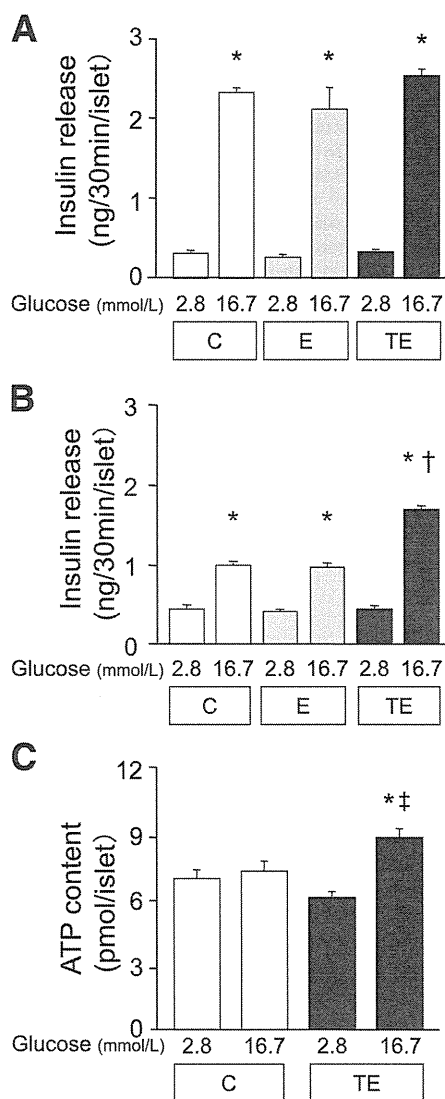 A
Insulin release
(ng/30min/islet)
3
2
1
0
* * *
Glucose (mmol/L) 2.8 16.7 2.8 16.7 2.8 16.7
C E TE
B
Insulin release
(ng/30min/islet)
3
2
1
0
* * * †
Glucose (mmol/L) 2.8 16.7 2.8 16.7 2.8 16.7
C E TE
C
ATP content
(pmol/islet)
12
9
6
3
0
* ‡
Glucose (mmol/L) 2.8 16.7 2.8 16.7
C TE